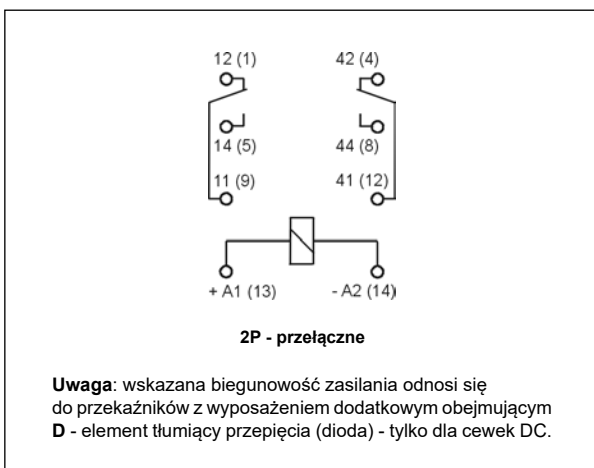 12 (1) 42 (4)
14 (5) 44 (8)
11 (9) 41 (12)
+ A1 (13) - A2 (14)
2P - przełączne
Uwaga: wskazana biegunowość zasilania odnosi się
do przekaźników z wyposażeniem dodatkowym obejmującym
D - element tłumiący przepięcia (dioda) - tylko dla cewek DC.